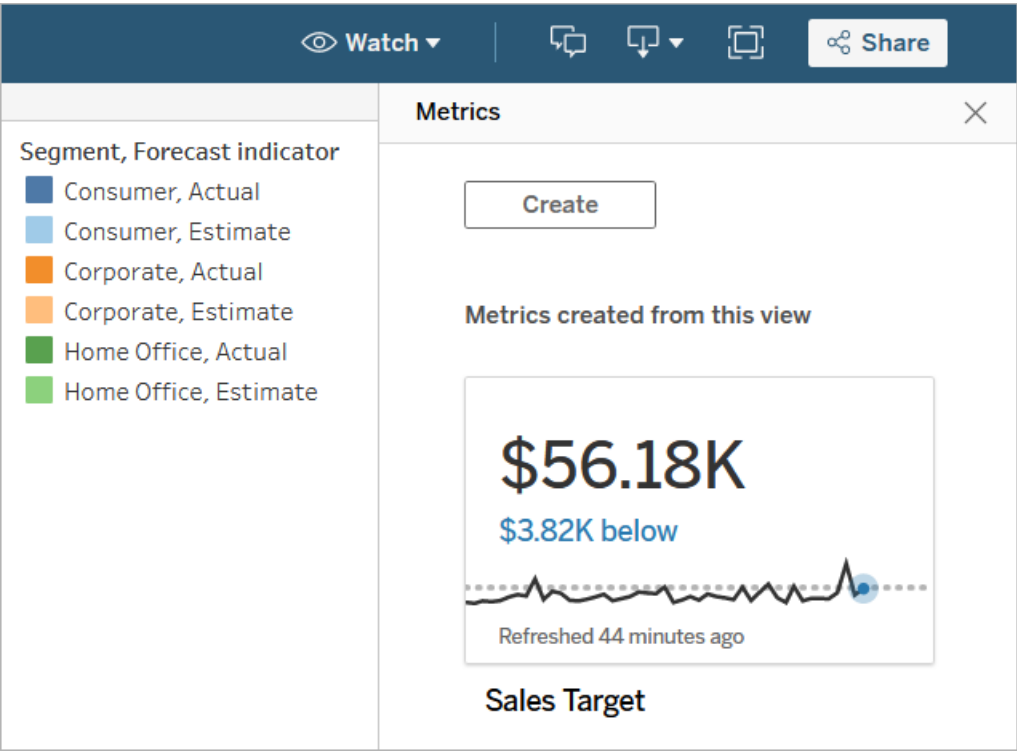 Watch
Share
Metrics
Segment, Forecast indicator
Consumer, Actual
Consumer, Estimate
Corporate, Actual
Corporate, Estimate
Home Office, Actual
Home Office, Estimate
Create
Metrics created from this view
$56.18K
$3.82K below
Refreshed 44 minutes ago
Sales Target